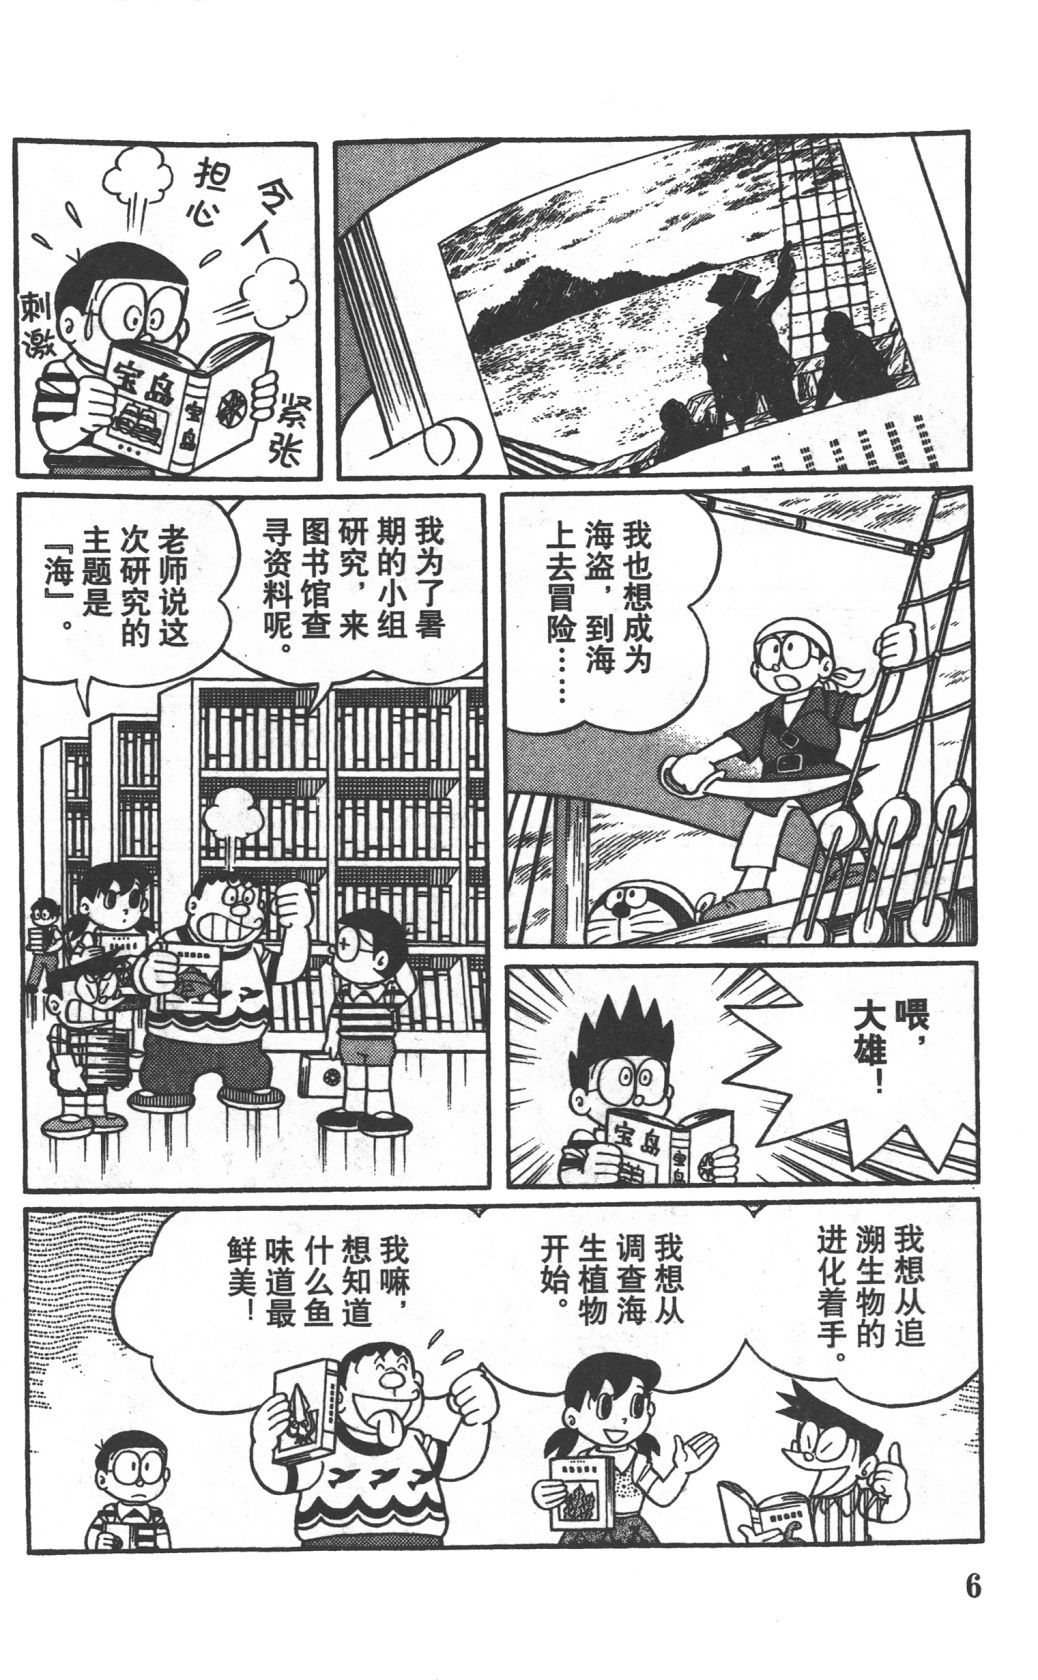 担
心
令
人
刺
激
紧
张
宝岛
宝岛
我也想成为
海盗，到海
上去冒险……
喂，
大雄！
宝岛
宝岛
我为了暑
期的小组
研究，来
图书馆查
寻资料呢。
老师说这
次研究的
主题是
『海』。
我想从追
溯生物的
进化着手。
我想从
调查海
生植物
开始。
我嘛，
想知道
什么鱼
味道最
鲜美！
6